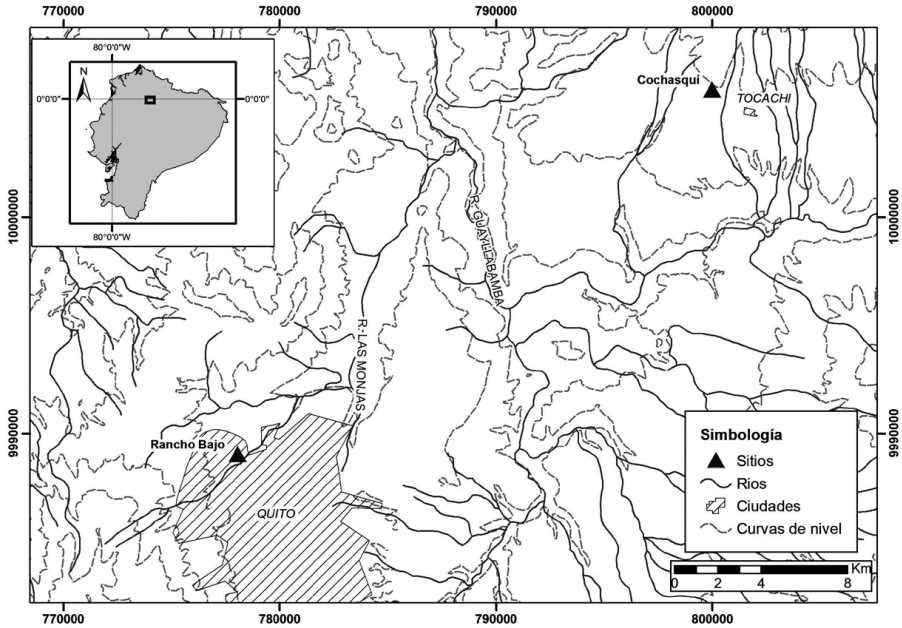 770000 780000 790000 800000
80°0'0"W
N
0°0'0" 0°0'0"
80°0'0"W
Cochasquí
TOCACHI
10000000 10000000
R. GUAYLLABAMBA
R. LAS MONJAS
9990000 9990000
Rancho Bajo
QUITO
Simbología
Sitios
Rios
Ciudades
Curvas de nivel
Km
0 1 2 4 8
770000 780000 790000 800000